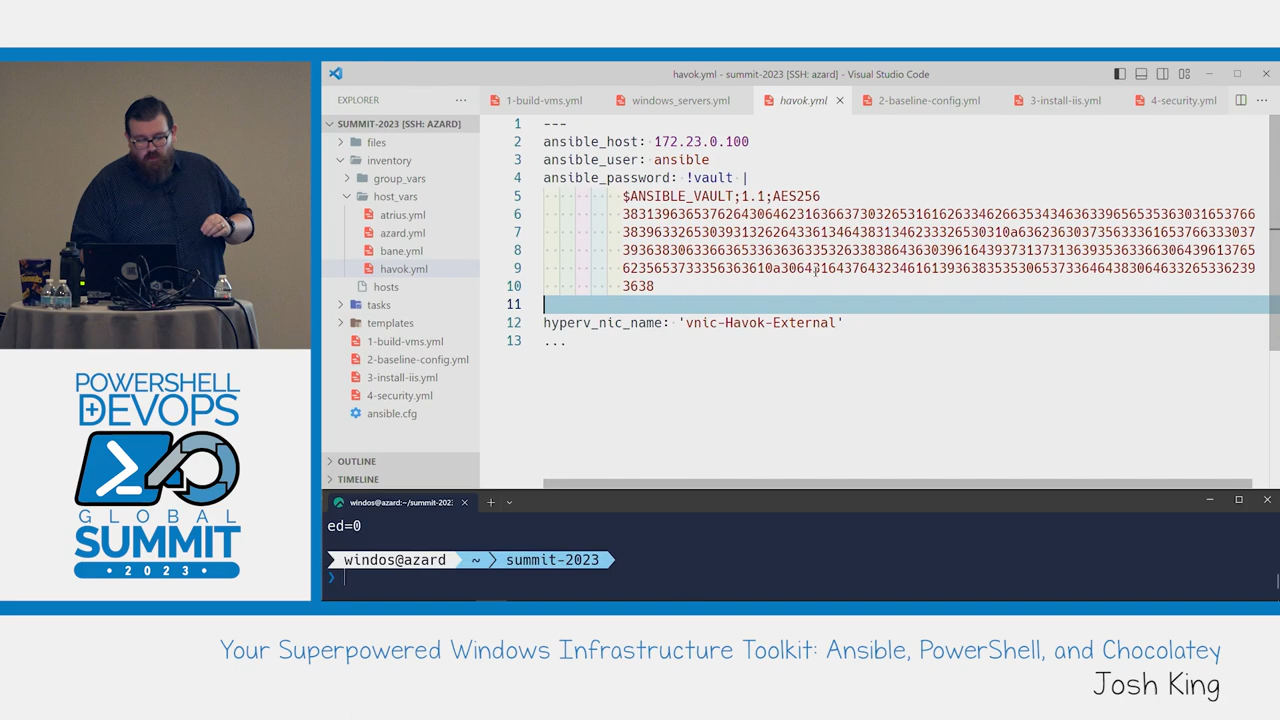 havok.yml - summit-2023 [SSH: azard] - Visual Studio Code
EXPLORER
1-build-vms.yml
windows_servers.yml
havok.yml
2-baseline-config.yml
3-install-iis.yml
4-security.yml
SUMMIT-2023 [SSH: AZARD]
files
inventory
group_vars
host_vars
atrius.yml
azard.yml
bane.yml
havok.yml
hosts
tasks
templates
1-build-vms.yml
2-baseline-config.yml
3-install-iis.yml
4-security.yml
ansible.cfg
OUTLINE
TIMELINE
1 ---
2 ansible_host: 172.23.0.100
3 ansible_user: ansible
4 ansible_password: !vault |
5 $ANSIBLE_VAULT;1.1;AES256
6
7
8
9
10 3638
11
12 hyperv_nic_name: 'vnic-Havok-External'
13 ...
windos@azard:~/summit-202
ed=0
windos@azard ~ summit-2023
POWERSHELL
+DEVOPS
GLOBAL
SUMMIT
2023
Your Superpowered Windows Infrastructure Toolkit: Ansible, PowerShell, and Chocolatey
Josh King